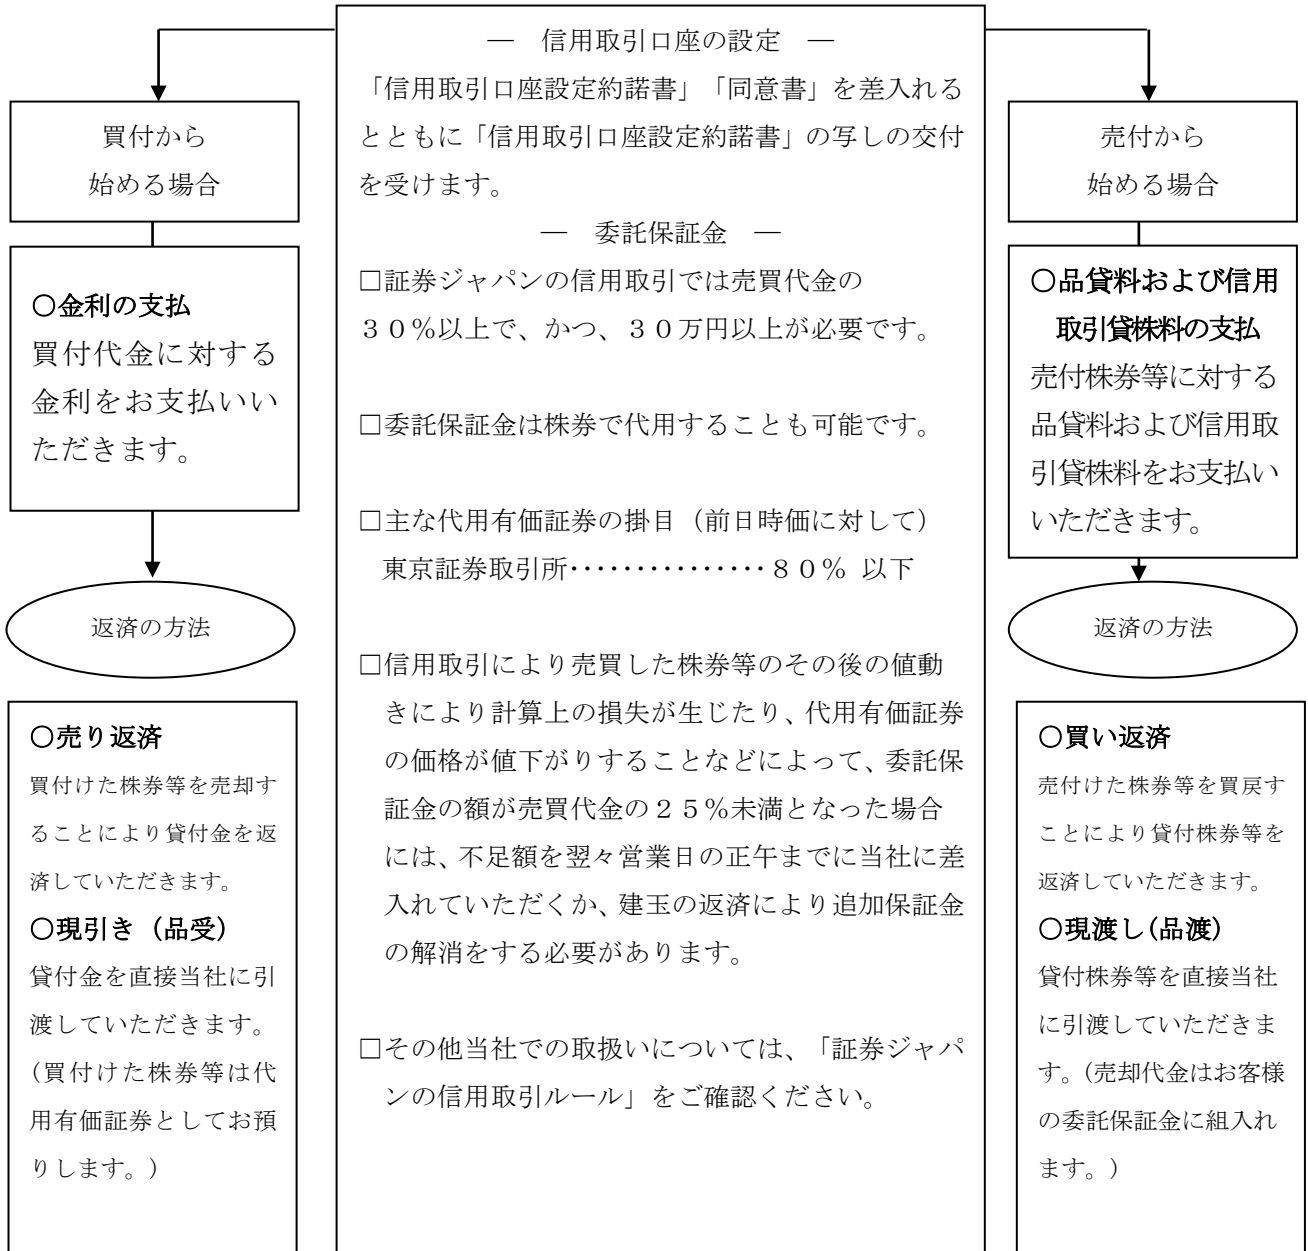 ― 信用取引口座の設定 ―
「信用取引口座設定約諾書」「同意書」を差入れる
とともに「信用取引口座設定約諾書」の写しの交付
を受けます。
― 委託保証金 ―
□証券ジャパンの信用取引では売買代金の
３０％以上で、かつ、３０万円以上が必要です。
□委託保証金は株券で代用することも可能です。
□主な代用有価証券の掛目（前日時価に対して）
東京証券取引所‥‥‥‥‥‥‥８０％ 以下
□信用取引により売買した株券等のその後の値動
きにより計算上の損失が生じたり、代用有価証券
の価格が値下がりすることなどによって、委託保
証金の額が売買代金の２５％未満となった場合
には、不足額を翌々営業日の正午までに当社に差
入れていただくか、建玉の返済により追加保証金
の解消をする必要があります。
□その他当社での取扱いについては、「証券ジャパ
ンの信用取引ルール」をご確認ください。
買付から
始める場合
○金利の支払
買付代金に対する
金利をお支払いい
ただきます。
返済の方法
○売り返済
買付けた株券等を売却す
ることにより貸付金を返
済していただきます。
○現引き（品受）
貸付金を直接当社に引
渡していただきます。
(買付けた株券等は代
用有価証券としてお預
りします。)
売付から
始める場合
○品貸料および信用
取引貸株料の支払
売付株券等に対する
品貸料および信用取
引貸株料をお支払い
いただきます。
返済の方法
○買い返済
売付けた株券等を買戻す
ことにより貸付株券等を
返済していただきます。
○現渡し(品渡)
貸付株券等を直接当社
に引渡していただきま
す。(売却代金はお客様
の委託保証金に組入れ
ます。)